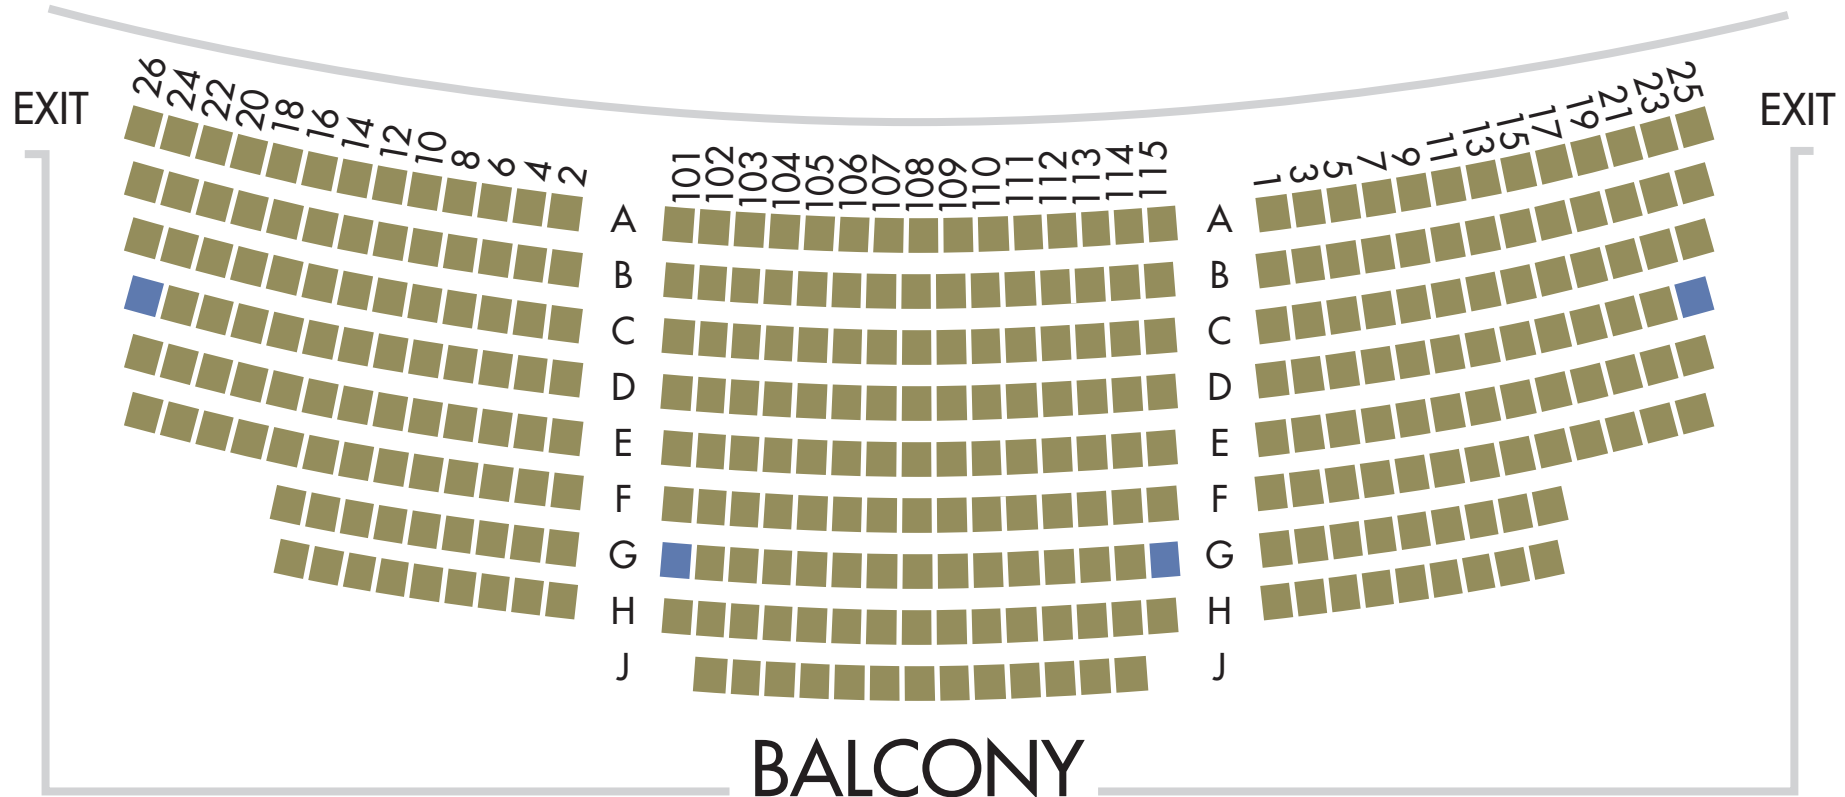 EXIT
26 24 22 20 18 16 14 12 10 8 6 4 2
101 102 103 104 105 106 107 108 109 110 111 112 113 114 115
1 3 5 7 9 11 13 15 17 19 21 23 25
EXIT
A A
B B
C C
D D
E E
F F
G G
H H
J J
BALCONY